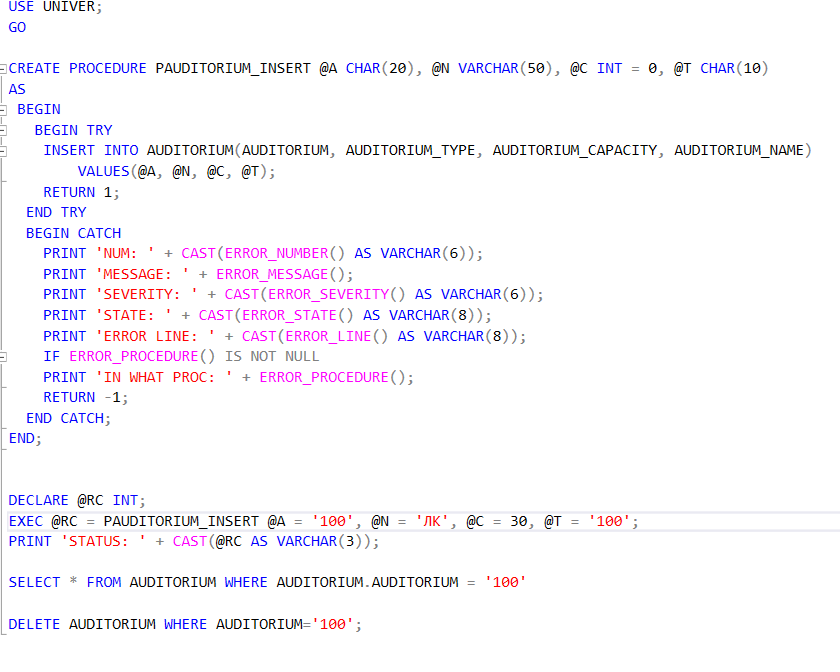 USE UNIVER;
GO
CREATE PROCEDURE PAUDITORIUM_INSERT @A CHAR(20), @N VARCHAR(50), @C INT = 0, @T CHAR(10)
AS
BEGIN
BEGIN TRY
INSERT INTO AUDITORIUM(AUDITORIUM, AUDITORIUM_TYPE, AUDITORIUM_CAPACITY, AUDITORIUM_NAME)
VALUES(@A, @N, @C, @T);
RETURN 1;
END TRY
BEGIN CATCH
PRINT 'NUM: ' + CAST(ERROR_NUMBER() AS VARCHAR(6));
PRINT 'MESSAGE: ' + ERROR_MESSAGE();
PRINT 'SEVERITY: ' + CAST(ERROR_SEVERITY() AS VARCHAR(6));
PRINT 'STATE: ' + CAST(ERROR_STATE() AS VARCHAR(8));
PRINT 'ERROR LINE: ' + CAST(ERROR_LINE() AS VARCHAR(8));
IF ERROR_PROCEDURE() IS NOT NULL
PRINT 'IN WHAT PROC: ' + ERROR_PROCEDURE();
RETURN -1;
END CATCH;
END;
DECLARE @RC INT;
EXEC @RC = PAUDITORIUM_INSERT @A = '100', @N = 'ЛК', @C = 30, @T = '100';
PRINT 'STATUS: ' + CAST(@RC AS VARCHAR(3));
SELECT * FROM AUDITORIUM WHERE AUDITORIUM.AUDITORIUM = '100'
DELETE AUDITORIUM WHERE AUDITORIUM='100';